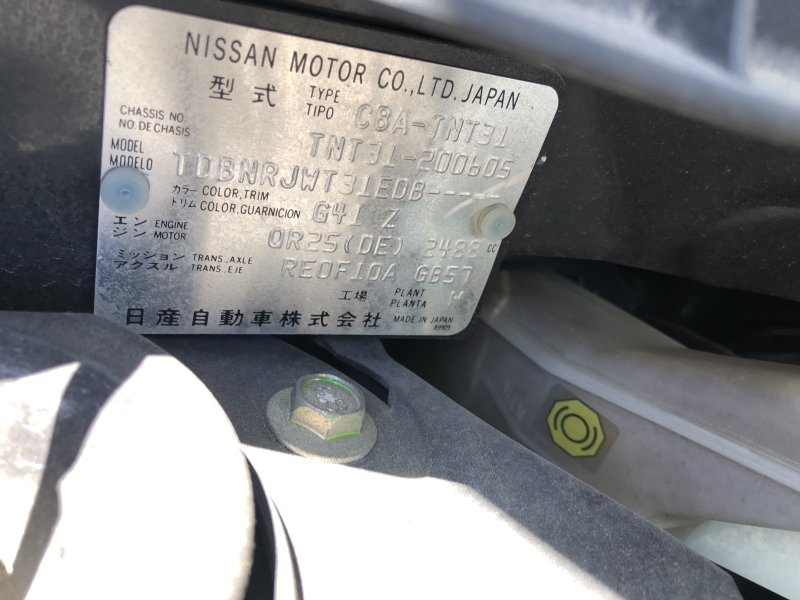 NISSAN MOTOR CO.,LTD.JAPAN
型式 TYPE TIPO CBA-TNT31
CHASSIS NO. NO.DE CHASIS TNT31-200605
MODEL MODELO TDBNRJWT31EDB-----
カラー COLOR,TRIM
トリム COLOR.GUARNICION G41 Z
エン ENGINE
ジン MOTOR QR25(DE) 2488 CC
ミッション TRANS.,AXLE
アクスル TRANS.,EJE RE0F10A GB57
工場 PLANT PLANTA
日産自動車株式会社 MADE IN JAPAN